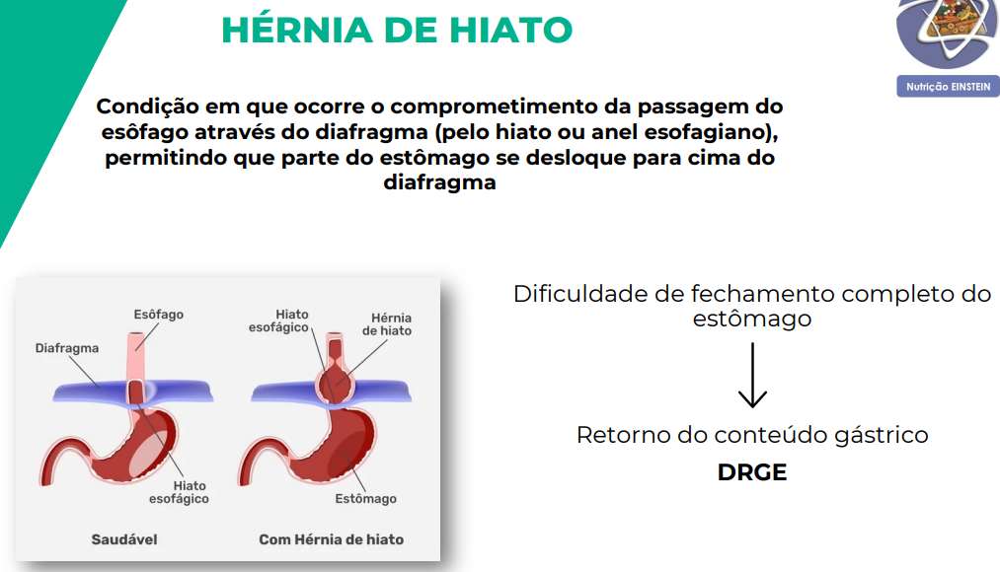 HÉRNIA DE HIATO
Nutrição EINSTEIN
Condição em que ocorre o comprometimento da passagem do
esôfago através do diafragma (pelo hiato ou anel esofagiano),
permitindo que parte do estômago se desloque para cima do
diafragma
Esôfago
Diafragma
Hiato
esofágico
Saudável
Hiato
esofágico
Hérnia
de hiato
Estômago
Com Hérnia de hiato
Dificuldade de fechamento completo do
estômago
Retorno do conteúdo gástrico
DRGE